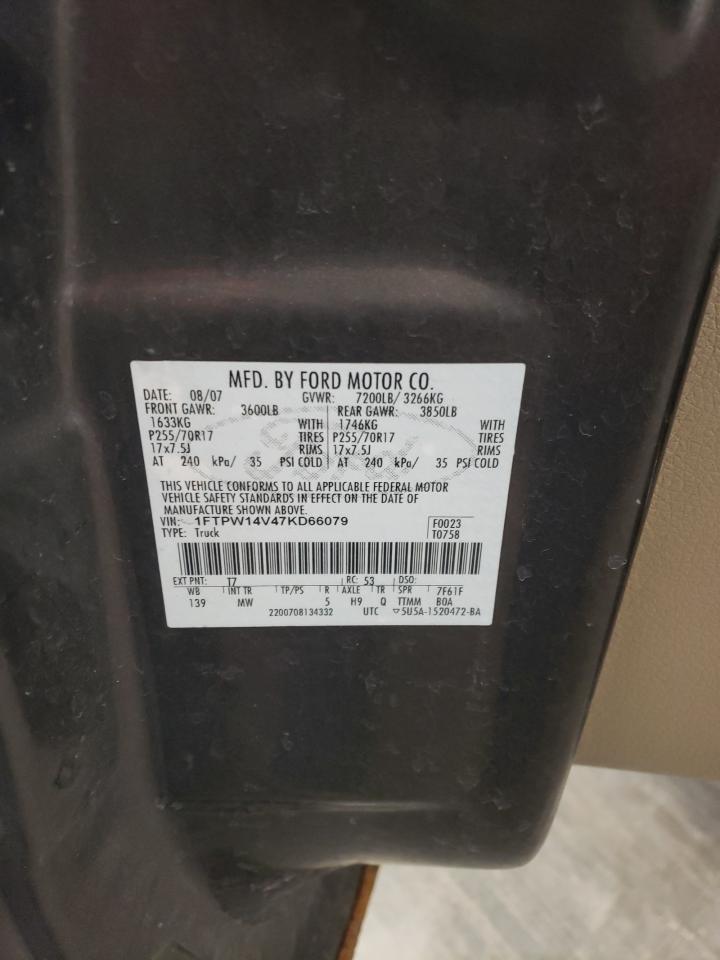 MFD. BY FORD MOTOR CO.
DATE: 08/07 GVWR: 7200LB/ 3266KG
FRONT GAWR: 3600LB REAR GAWR: 3850LB
1633KG WITH 1746KG WITH
P255/70R17 TIRES P255/70R17 TIRES
17x7.5J RIMS 17x7.5J RIMS
AT 240 kPa/ 35 PSI COLD AT 240 kPa/ 35 PSI COLD
THIS VEHICLE CONFORMS TO ALL APPLICABLE FEDERAL MOTOR
VEHICLE SAFETY STANDARDS IN EFFECT ON THE DATE OF
MANUFACTURE SHOWN ABOVE.
VIN: 1FTPW14V47KD66079 F0023
TYPE: Truck T0758
EXT PNT: T7 RC: 53 DSO:
WB INT TR TP/PS R AXLE TR SPR 7F61F
139 MW 5 H9 Q TTMM BOA
2200708134332 UTC ▽5U5A-1520472-BA
Ford